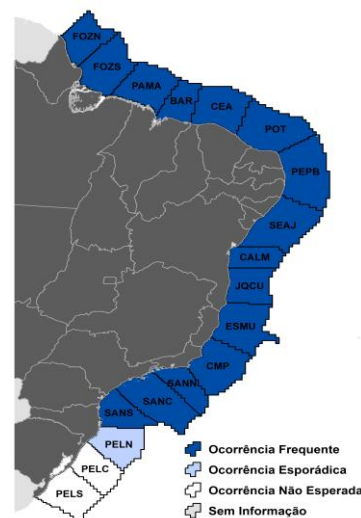 FOZN
FOZS
PAMA
BAR
CEA
POT
PEPB
SEAJ
CALM
JQCU
ESMU
CMP
SANN
SANC
SANS
PELN
PELC
PELS
Ocorrência Frequente
Ocorrência Esporádica
Ocorrência Não Esperada
Sem Informação